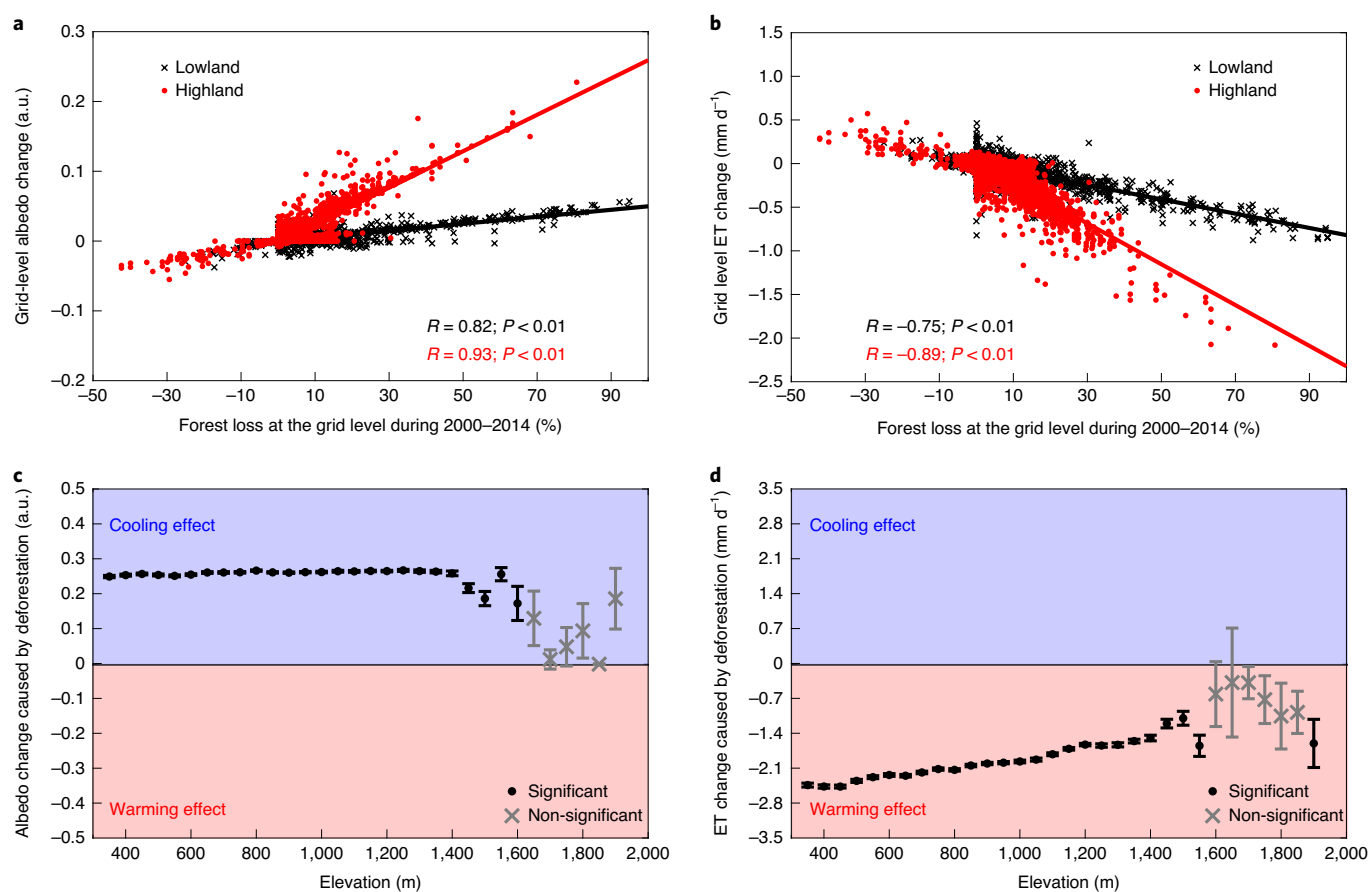 a
0.3
0.2
0.1
0
–0.1
–0.2
Grid-level albedo change (a.u.)
Lowland
Highland
R = 0.82; P < 0.01
R = 0.93; P < 0.01
–50 –30 –10 10 30 50 70 90
Forest loss at the grid level during 2000–2014 (%)
b
1.5
1.0
0.5
0
–0.5
–1.0
–1.5
–2.0
–2.5
Grid level ET change (mm d–1)
Lowland
Highland
R = –0.75; P < 0.01
R = –0.89; P < 0.01
–50 –30 –10 10 30 50 70 90
Forest loss at the grid level during 2000–2014 (%)
c
0.5
0.4
0.3
0.2
0.1
0
–0.1
–0.2
–0.3
–0.4
–0.5
Albedo change caused by deforestation (a.u.)
Cooling effect
Warming effect
Significant
Non-significant
400 600 800 1,000 1,200 1,400 1,600 1,800 2,000
Elevation (m)
d
3.5
2.8
2.1
1.4
0.7
0
–0.7
–1.4
–2.1
–2.8
–3.5
ET change caused by deforestation (mm d–1)
Cooling effect
Warming effect
Significant
Non-significant
400 600 800 1,000 1,200 1,400 1,600 1,800 2,000
Elevation (m)